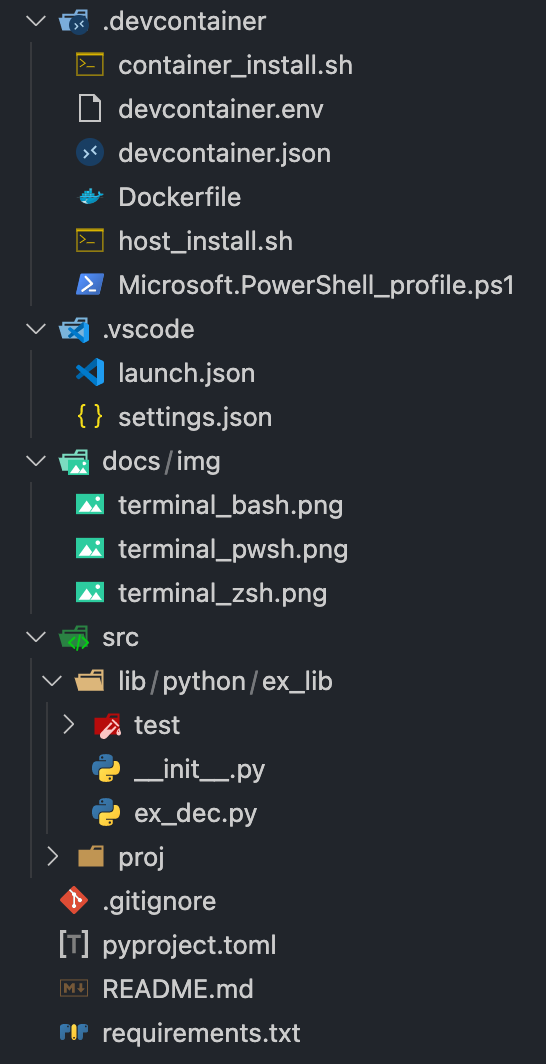 .devcontainer
container_install.sh
devcontainer.env
devcontainer.json
Dockerfile
host_install.sh
Microsoft.PowerShell_profile.ps1
.vscode
launch.json
settings.json
docs/img
terminal_bash.png
terminal_pwsh.png
terminal_zsh.png
src
lib/python/ex_lib
test
__init__.py
ex_dec.py
proj
.gitignore
pyproject.toml
README.md
requirements.txt